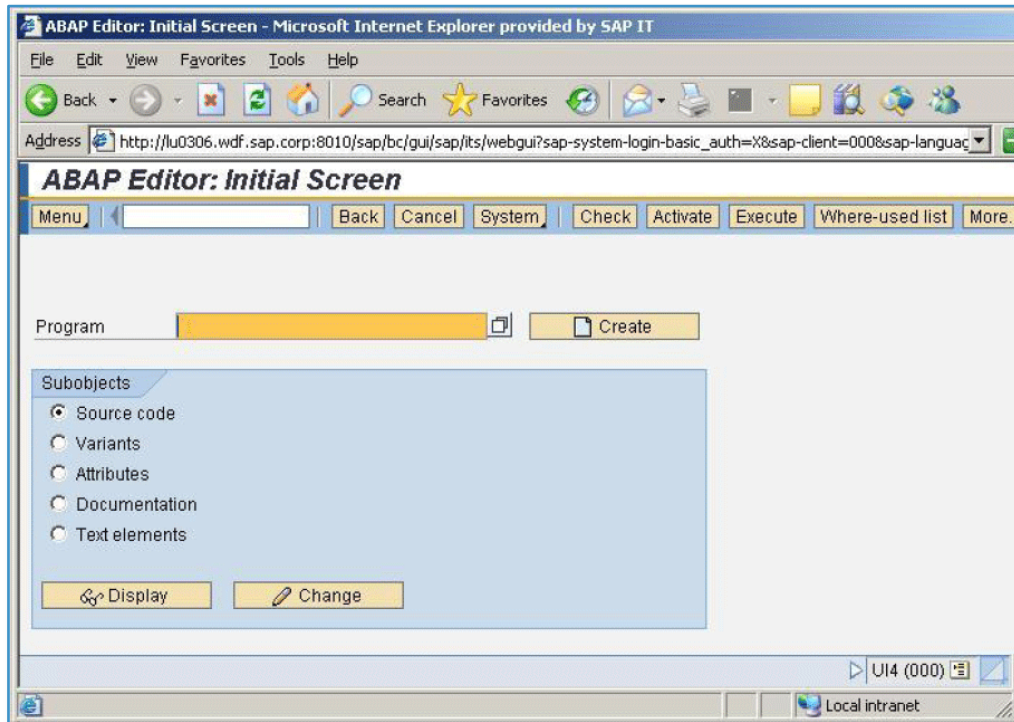 ABAP Editor: Initial Screen - Microsoft Internet Explorer provided by SAP IT
File Edit View Favorites Tools Help
Back Search Favorites
Address http://lu0306.wdf.sap.corp:8010/sap/bc/gui/sap/its/webgui?sap-system-login-basic_auth=X&sap-client=000&sap-languag
ABAP Editor: Initial Screen
Menu Back Cancel System Check Activate Execute Where-used list More.
Program Create
Subobjects
Source code
Variants
Attributes
Documentation
Text elements
Display Change
UI4 (000)
Local intranet